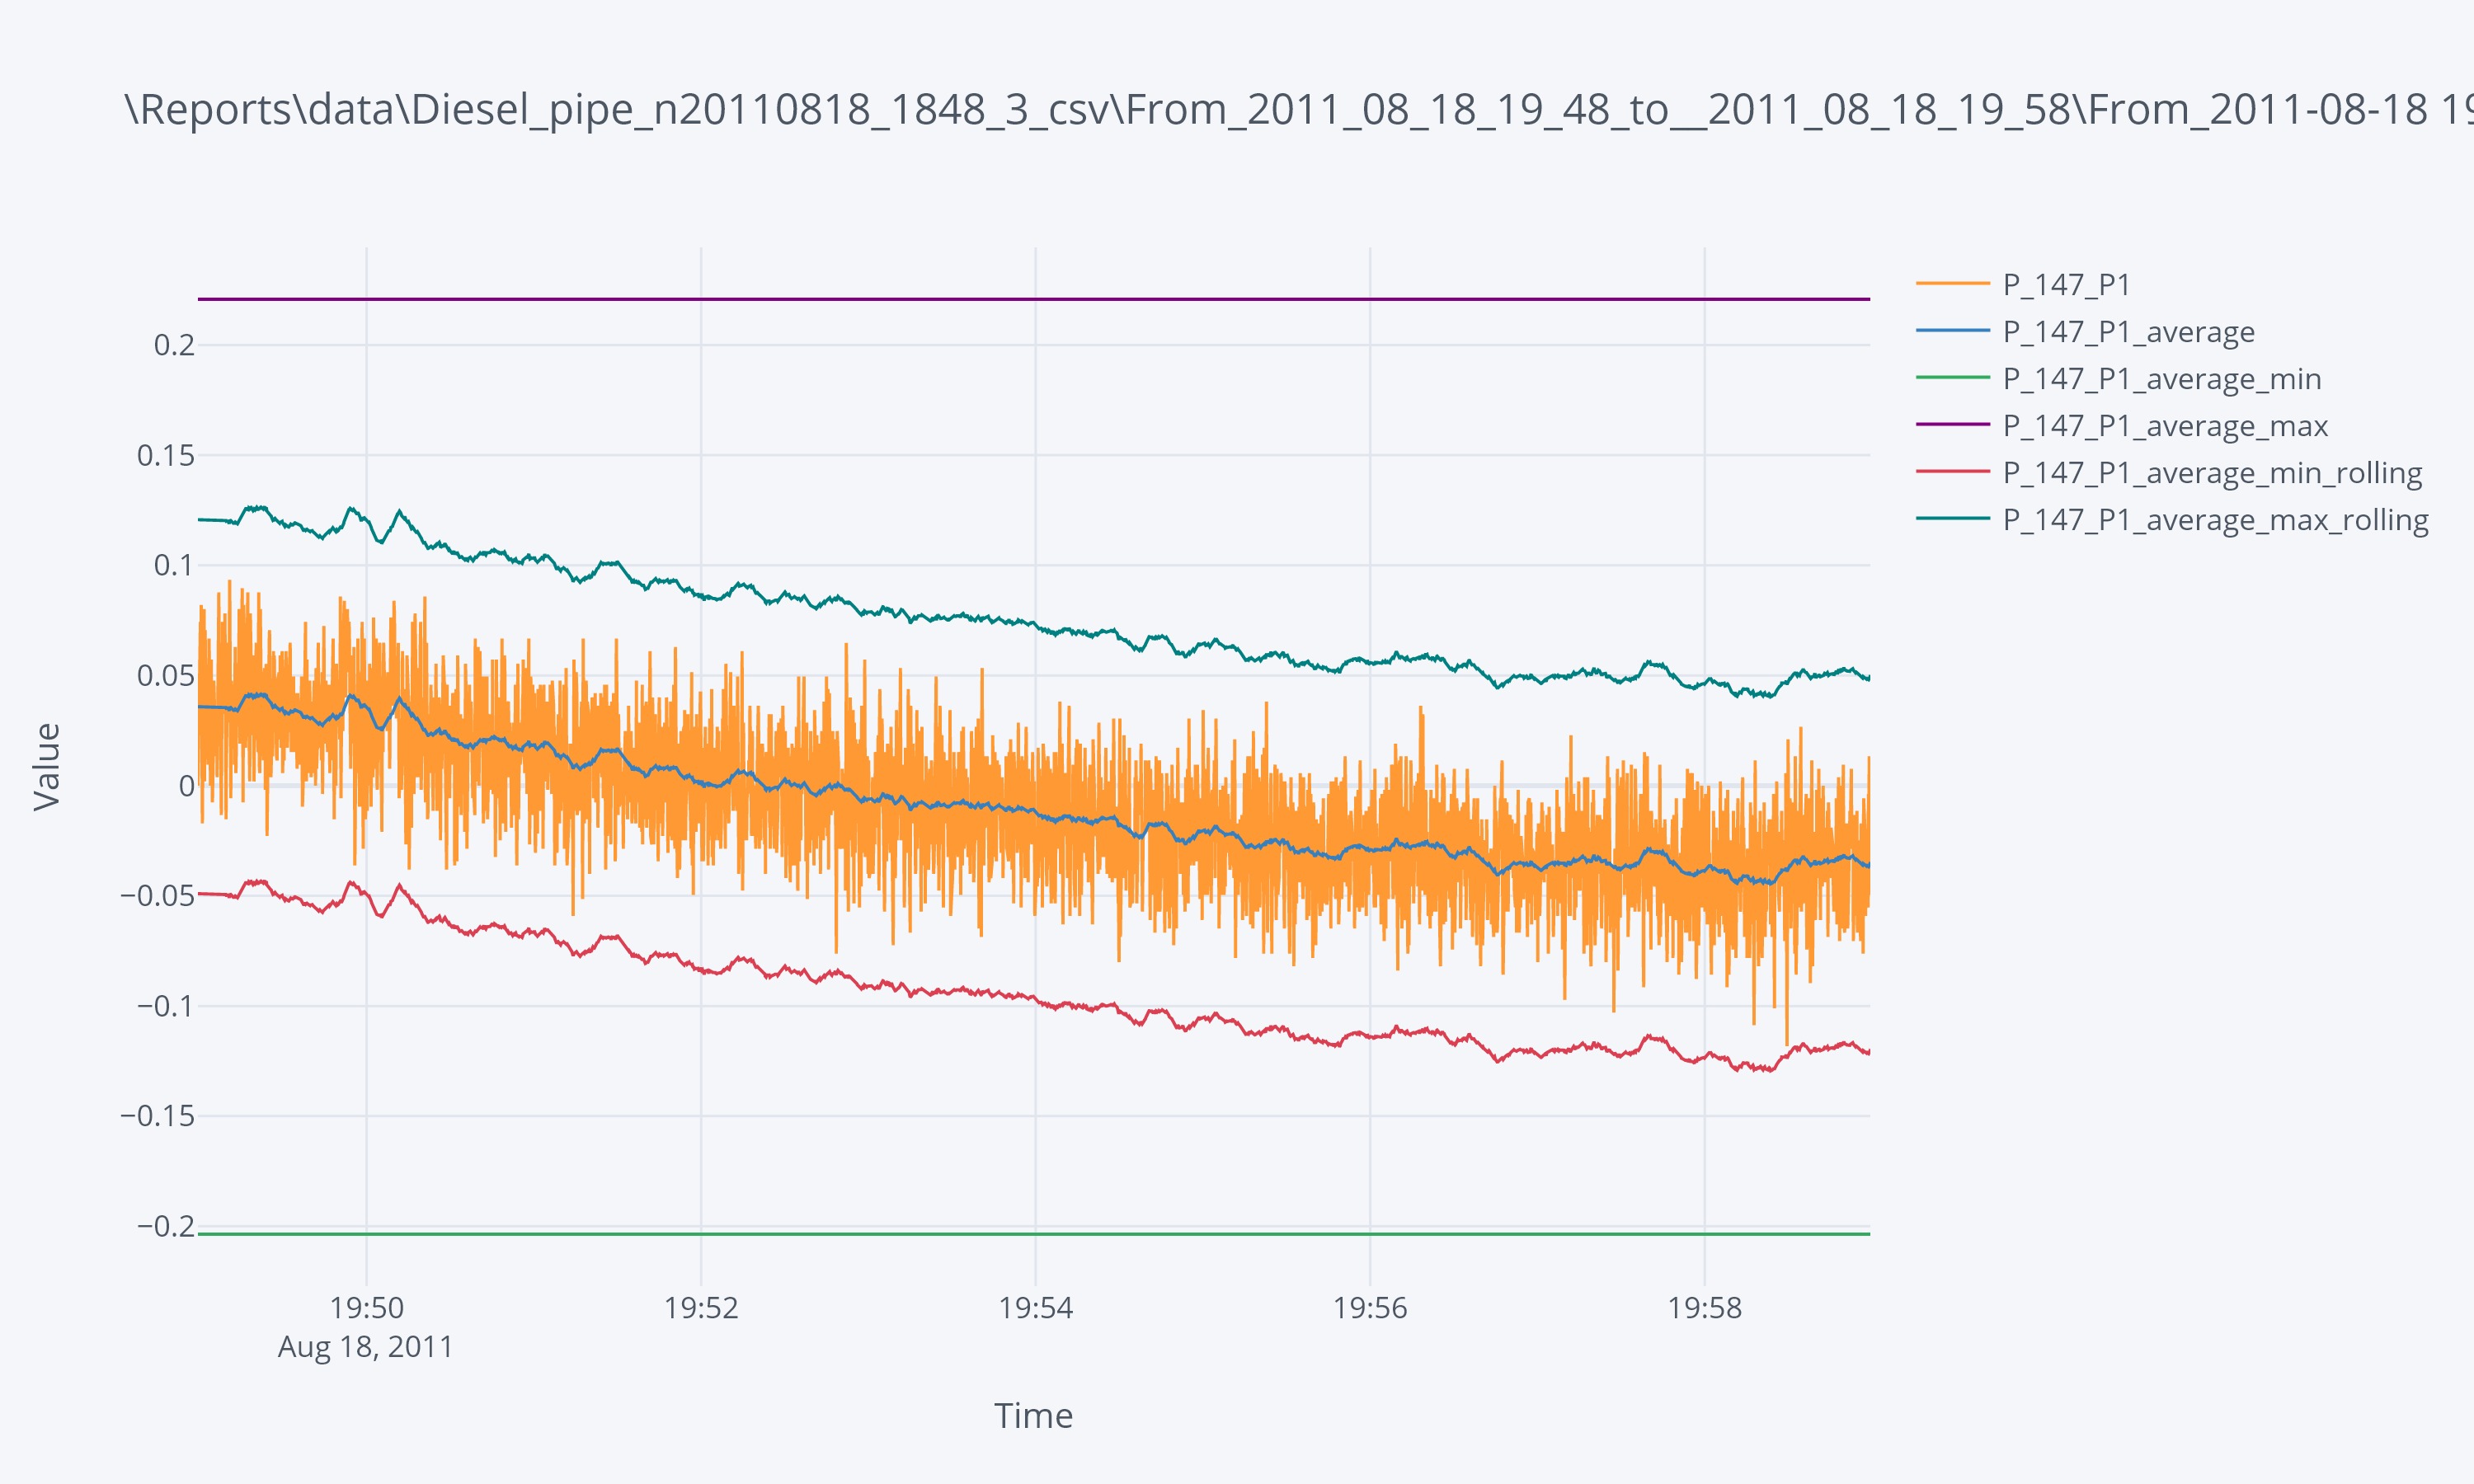 \Reports\data\Diesel_pipe_n20110818_1848_3_csv\From_2011_08_18_19_48_to__2011_08_18_19_58\From_2011-08-18 19
P_147_P1
P_147_P1_average
P_147_P1_average_min
P_147_P1_average_max
P_147_P1_average_min_rolling
P_147_P1_average_max_rolling
Value
0.2
0.15
0.1
0.05
0
−0.05
−0.1
−0.15
−0.2
19:50
19:52
19:54
19:56
19:58
Aug 18, 2011
Time